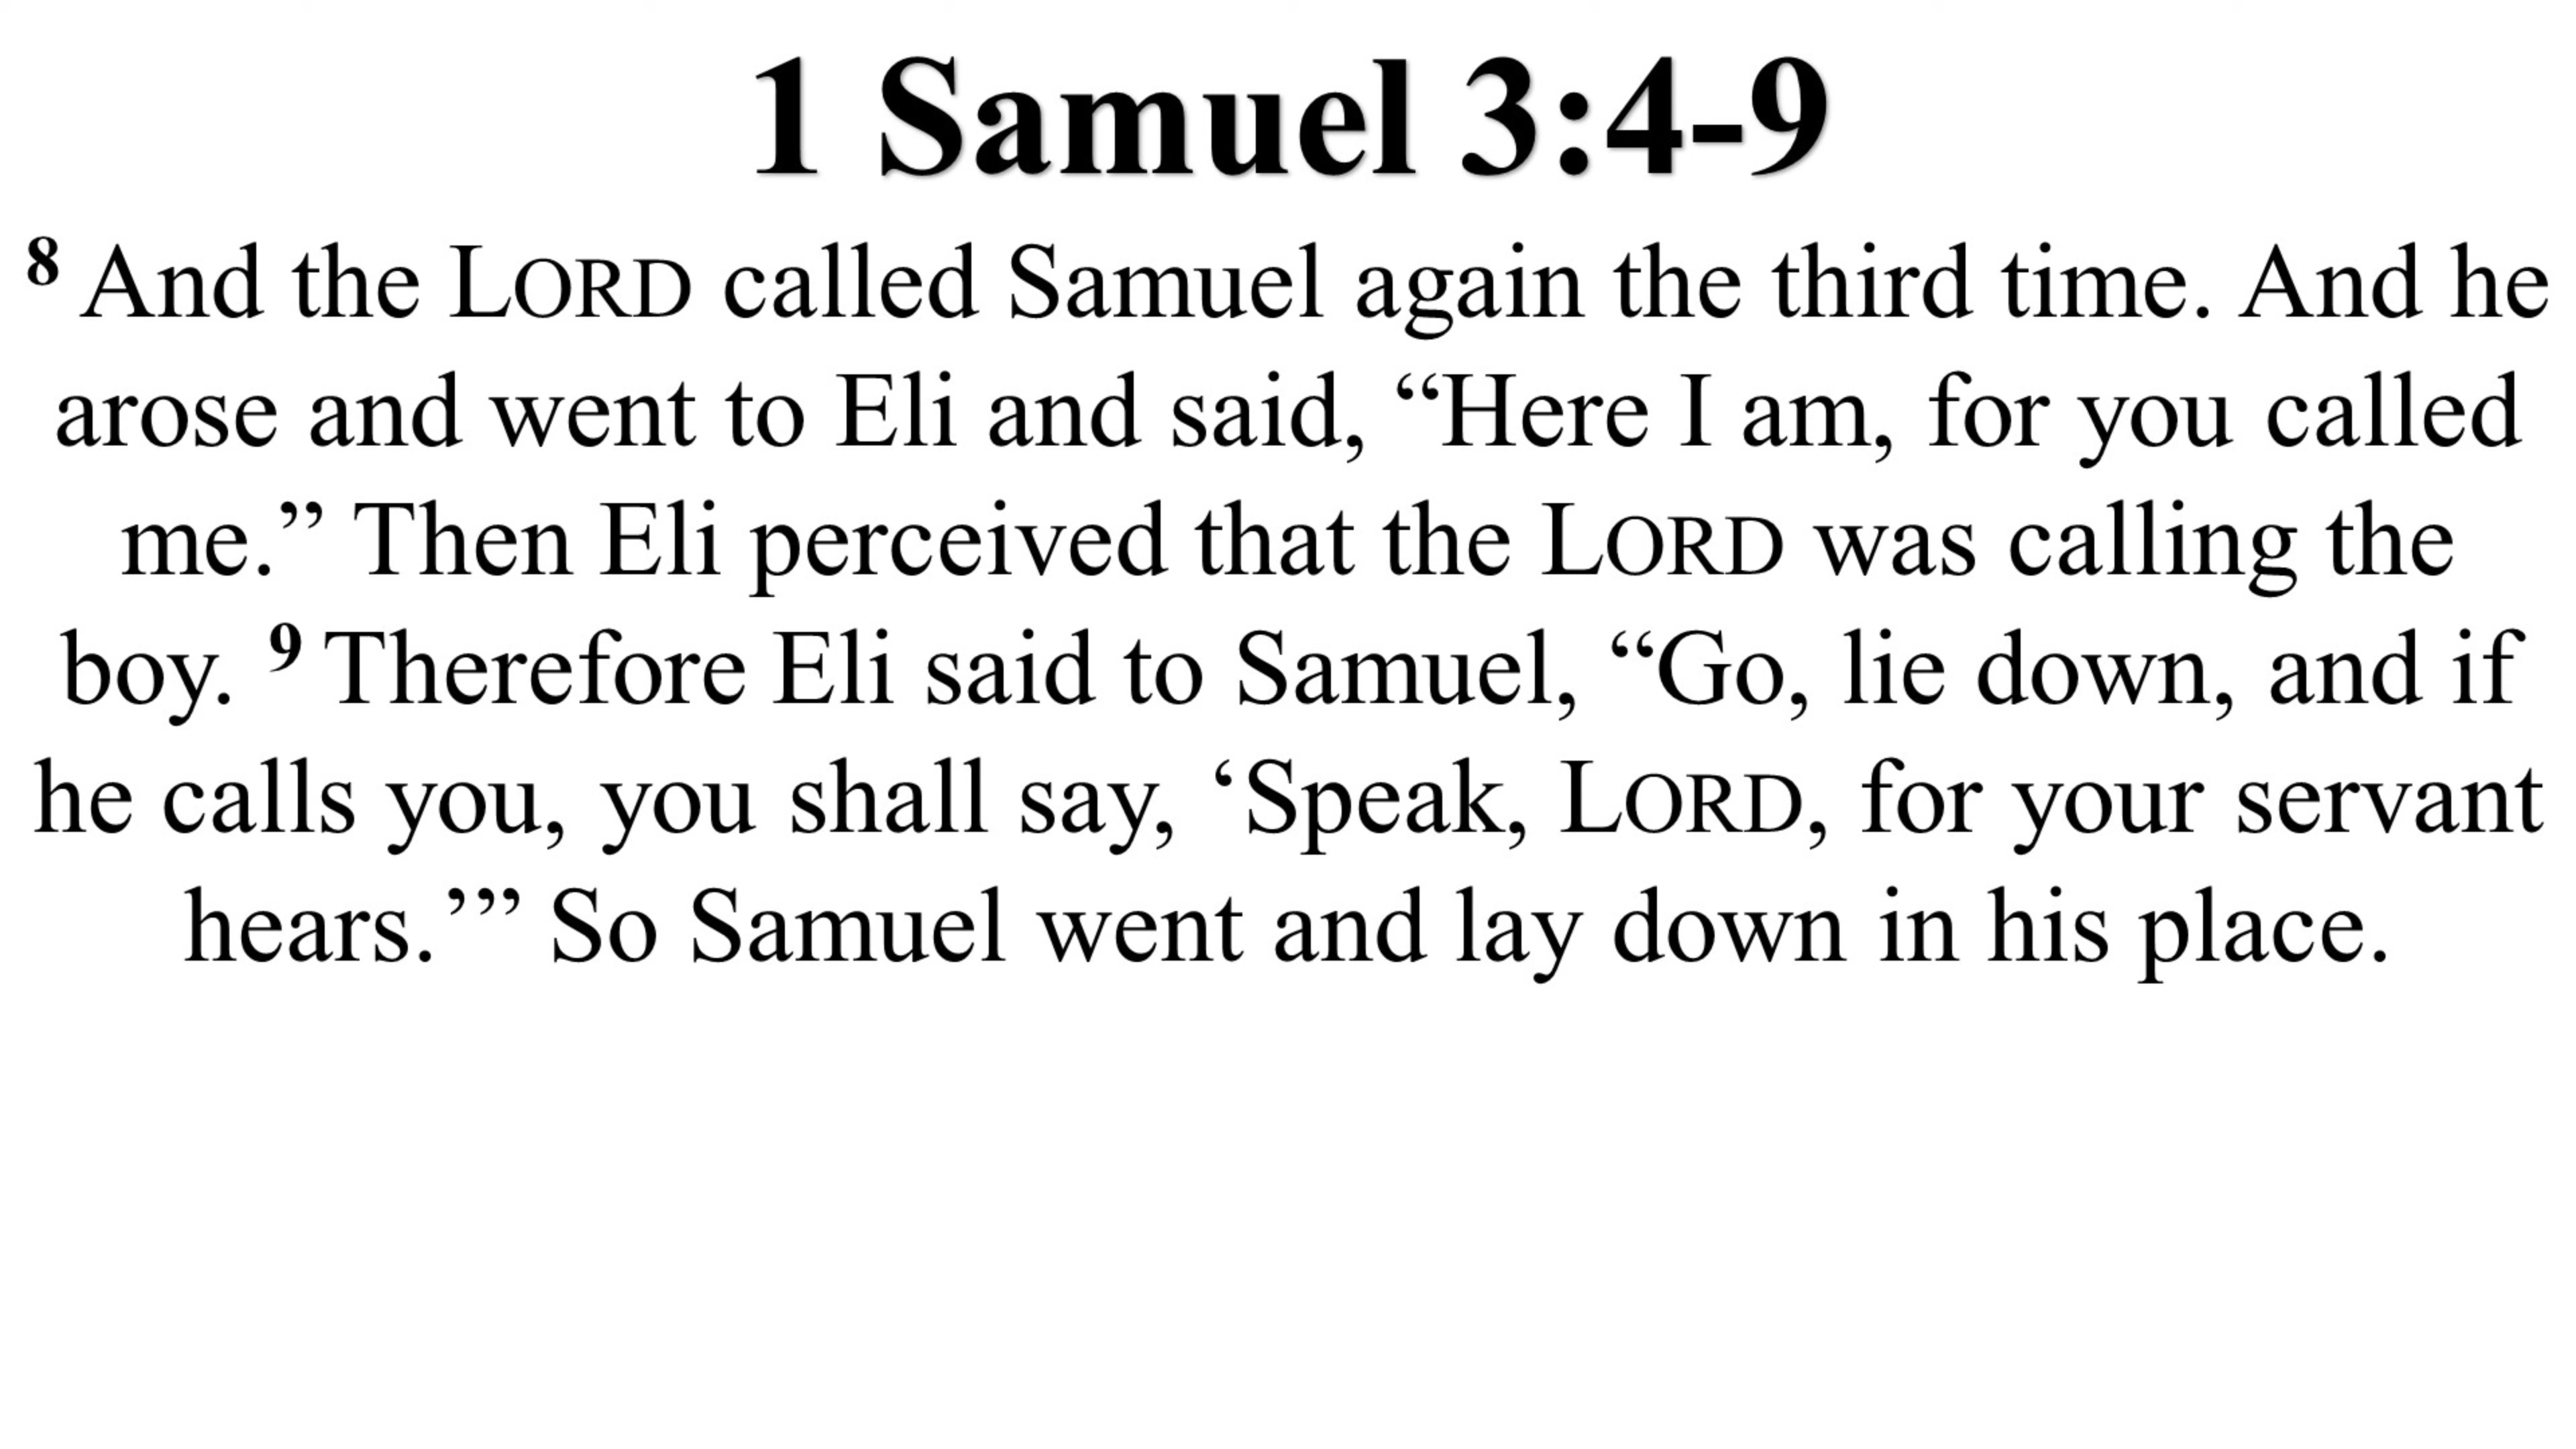 1 Samuel 3:4-9
8 And the LORD called Samuel again the third time. And he
arose and went to Eli and said, “Here I am, for you called
me.” Then Eli perceived that the LORD was calling the
boy. 9 Therefore Eli said to Samuel, “Go, lie down, and if
he calls you, you shall say, ‘Speak, LORD, for your servant
hears.’” So Samuel went and lay down in his place.